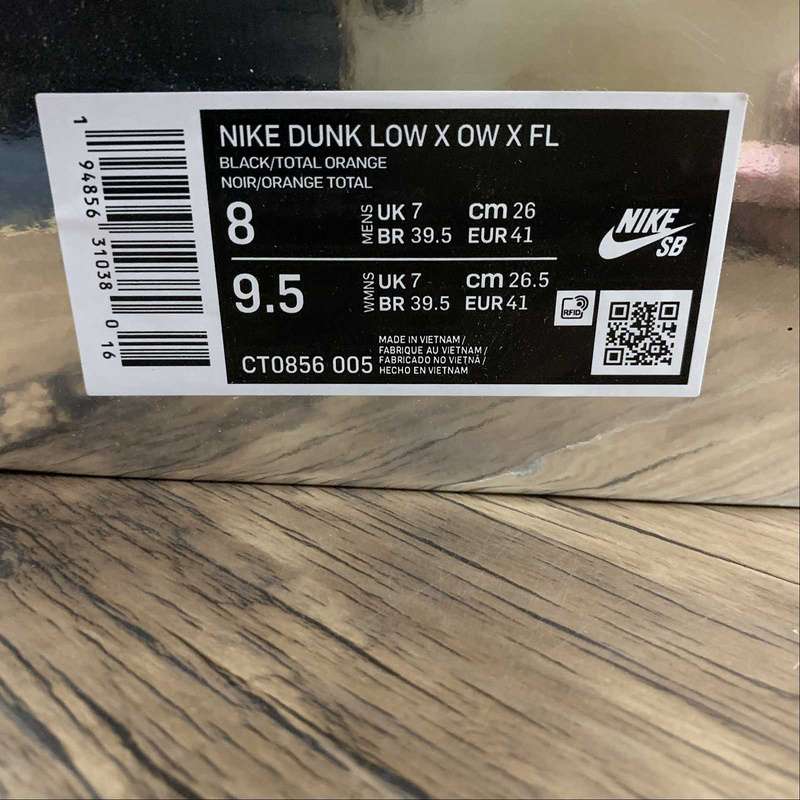 1 94856 31038 0 16
NIKE DUNK LOW X OW X FL
BLACK/TOTAL ORANGE
NOIR/ORANGE TOTAL
8 MENS UK 7 cm 26
BR 39.5 EUR 41
9.5 WMNS UK 7 cm 26.5
BR 39.5 EUR 41
NIKE
SB
RFID
CT0856 005
MADE IN VIETNAM /
FABRIQUE AU VIETNAM /
FABRICADO NO VIETNÃ /
HECHO EN VIETNAM